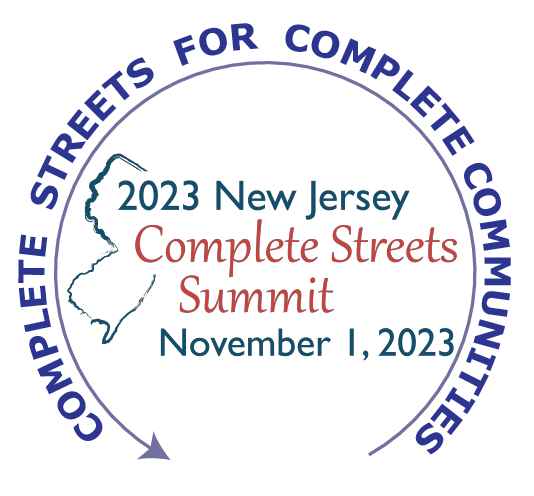 COMPLETE STREETS FOR COMPLETE COMMUNITIES
2023 New Jersey
Complete Streets
Summit
November 1, 2023